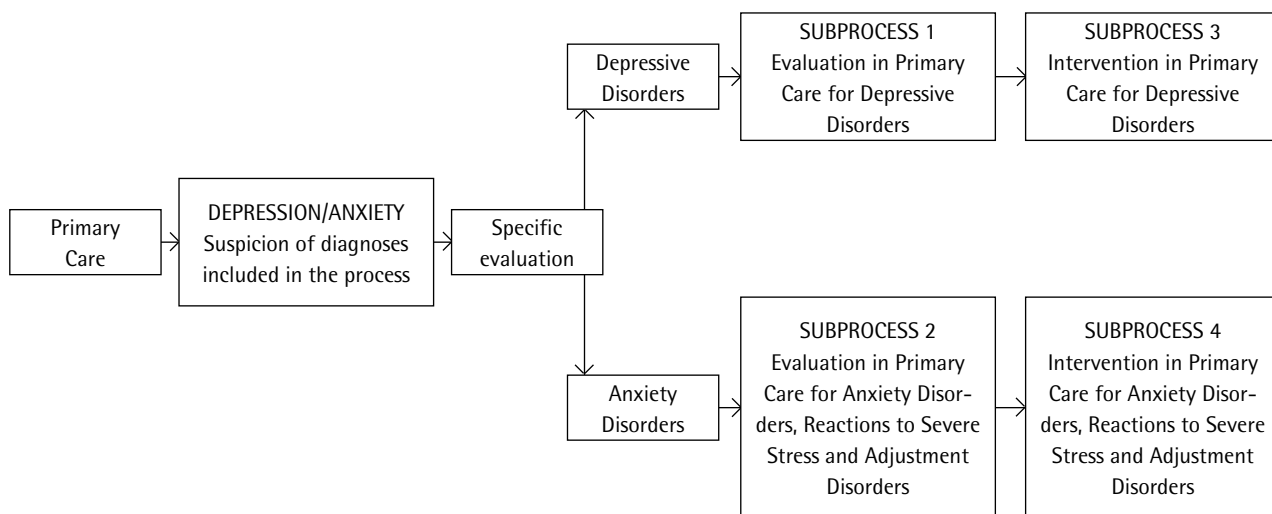 Primary
Care
DEPRESSION/ANXIETY
Suspicion of diagnoses
included in the process
Specific
evaluation
Depressive
Disorders
SUBPROCESS 1
Evaluation in Primary
Care for Depressive
Disorders
SUBPROCESS 3
Intervention in Primary
Care for Depressive
Disorders
Anxiety
Disorders
SUBPROCESS 2
Evaluation in Primary
Care for Anxiety Disor-
ders, Reactions to Severe
Stress and Adjustment
Disorders
SUBPROCESS 4
Intervention in Primary
Care for Anxiety Disor-
ders, Reactions to Severe
Stress and Adjustment
Disorders